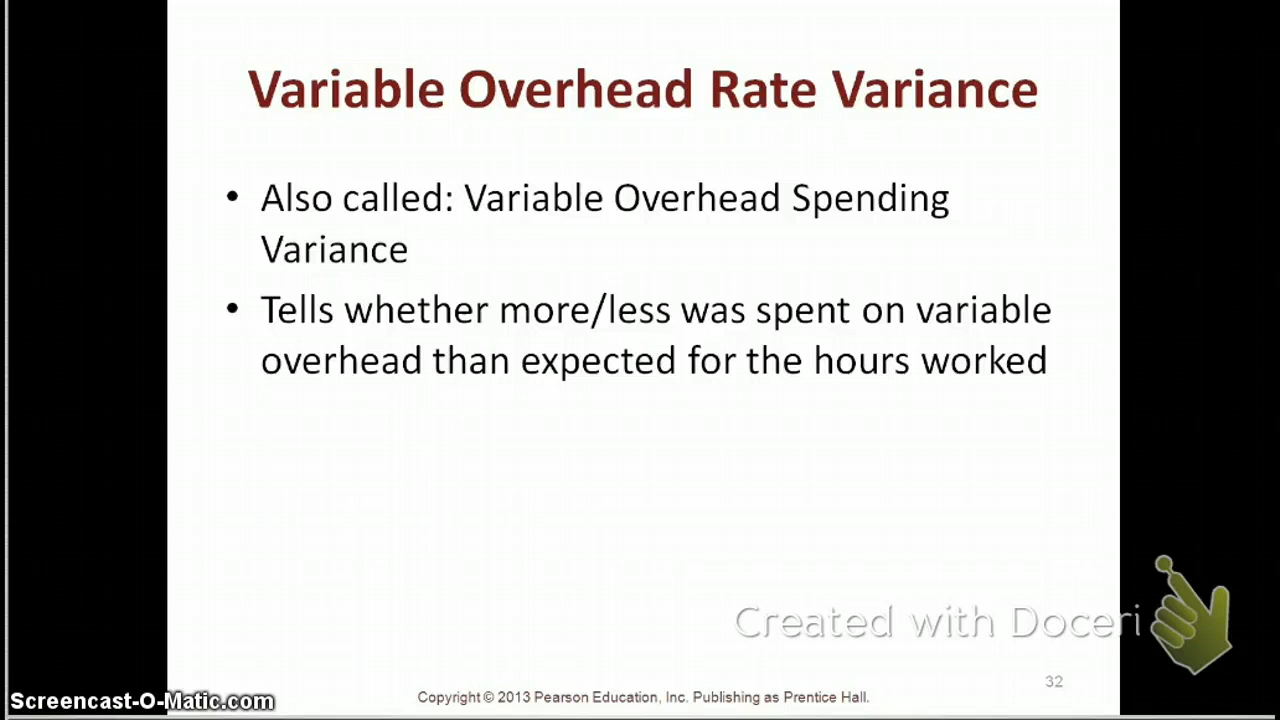 Variable Overhead Rate Variance
• Also called: Variable Overhead Spending
Variance
• Tells whether more/less was spent on variable
overhead than expected for the hours worked
Created with Doceri
32
Copyright © 2013 Pearson Education, Inc. Publishing as Prentice Hall.
Screencast-O-Matic.com